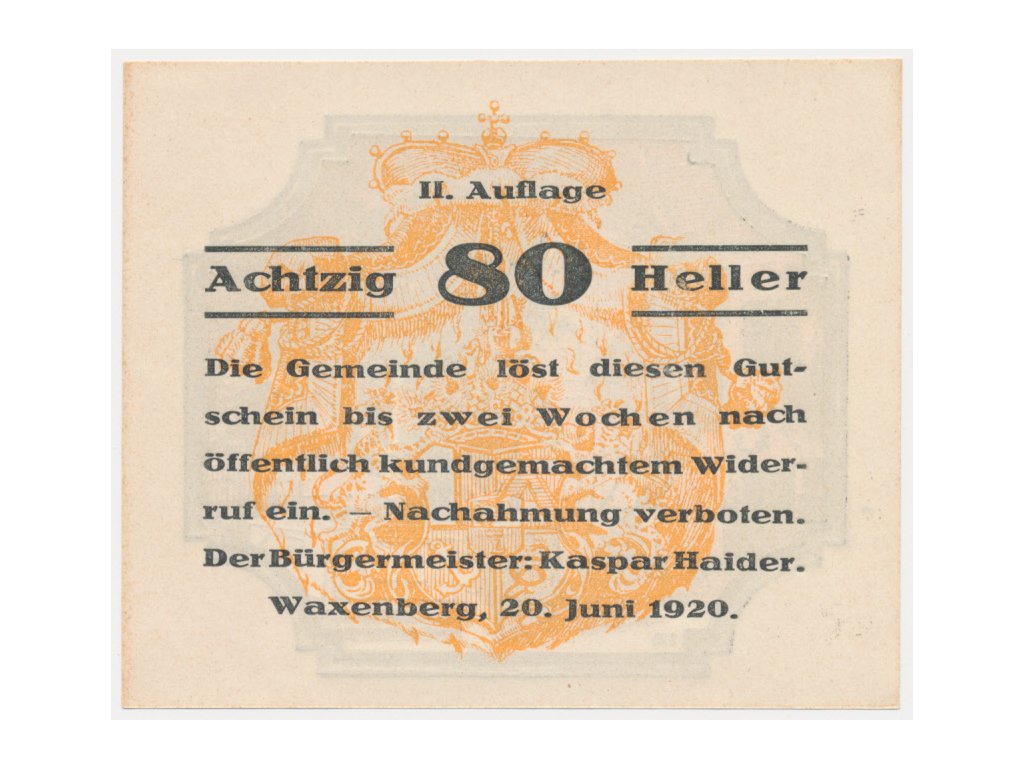 II. Auflage
Achtzig 80 Heller
Die Gemeinde löst diesen Gut-
schein bis zwei Wochen nach
öffentlich kundgemachtem Wider-
ruf ein. — Nachahmung verboten.
Der Bürgermeister: Kaspar Haider.
Waxenberg, 20. Juni 1920.